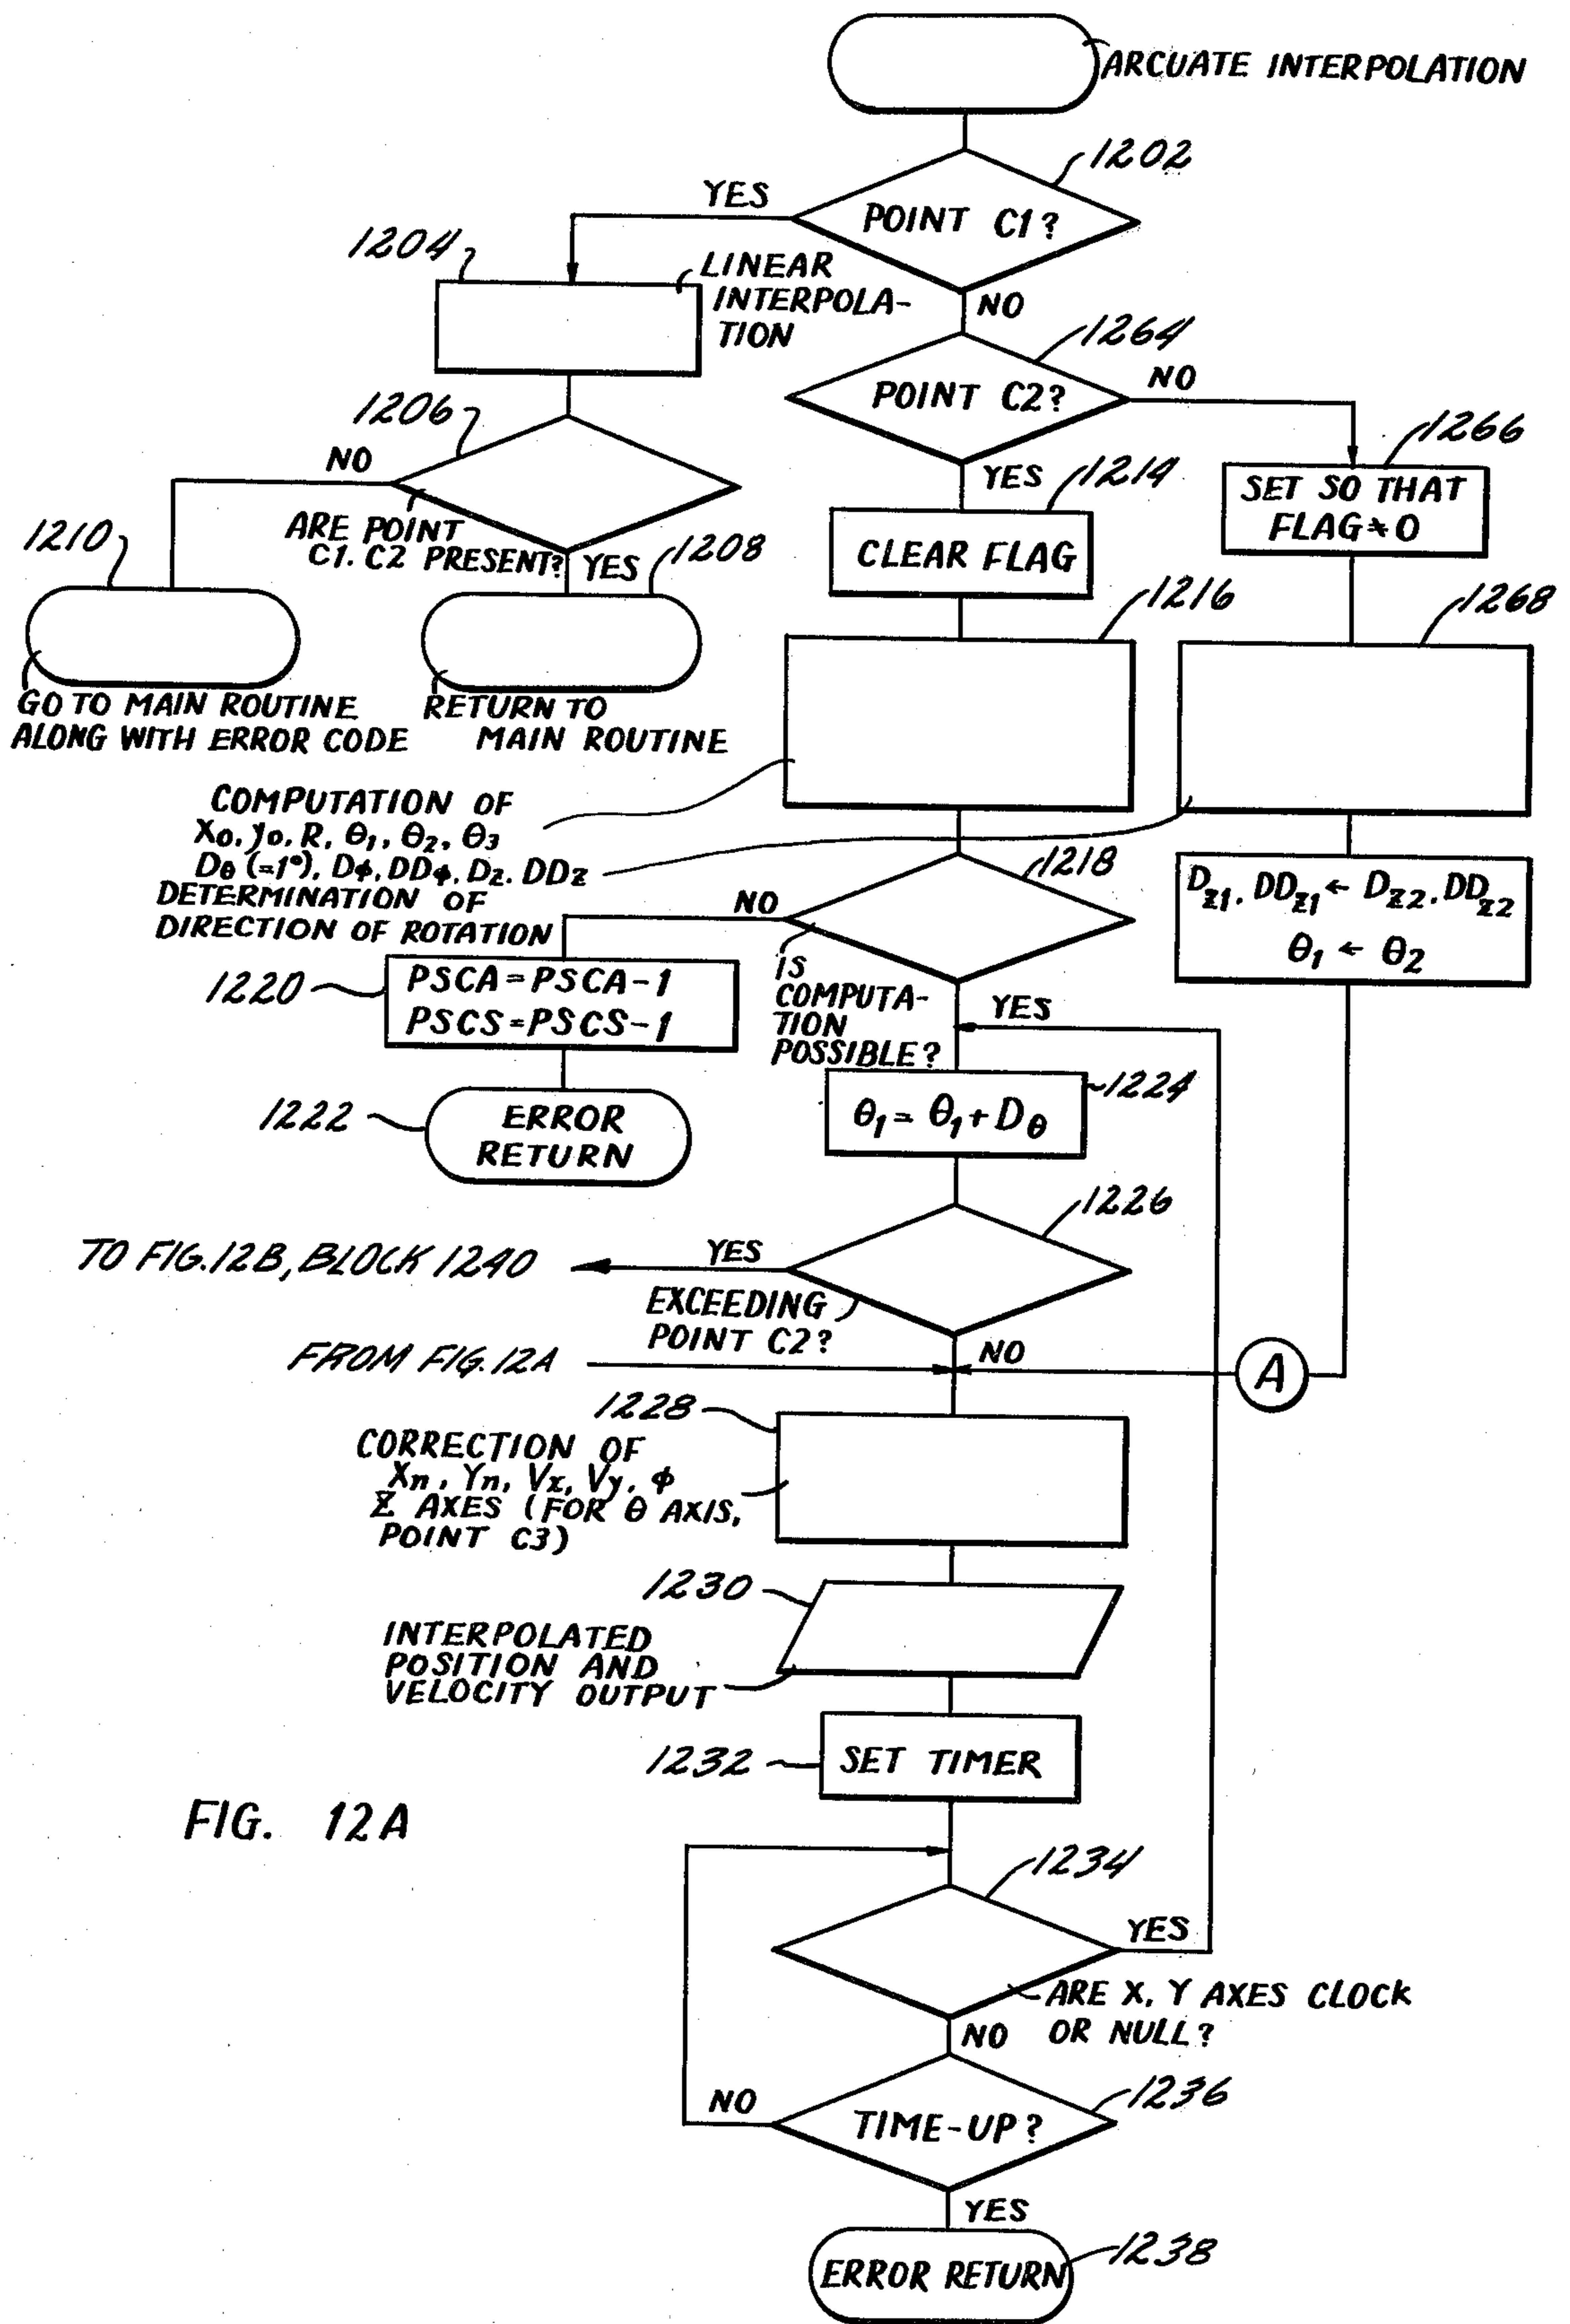 ARCUATE INTERPOLATION
1202
YES
POINT C1?
1204
LINEAR
INTERPOLA-
TION
NO
1264
POINT C2?
NO
1206
1266
NO
YES
1214
SET SO THAT
FLAG≠0
ARE POINT
C1. C2 PRESENT?
YES
1208
1210
CLEAR FLAG
1216
1268
GO TO MAIN ROUTINE
ALONG WITH ERROR CODE
RETURN TO
MAIN ROUTINE
COMPUTATION OF
X0, y0, R, θ1, θ2, θ3
Dθ (=1°), Dϕ, DDϕ, DZ. DDZ
DETERMINATION OF
DIRECTION OF ROTATION
1218
NO
DZ1. DDZ1 ← DZ2. DDZ2
θ1 ← θ2
IS
COMPUTA-
TION
POSSIBLE?
YES
1220
PSCA=PSCA-1
PSCS=PSCS-1
1224
θ1 = θ1 + Dθ
1222
ERROR
RETURN
1226
TO FIG.12B, BLOCK 1240
YES
EXCEEDING
POINT C2?
FROM FIG. 12A
NO
A
1228
CORRECTION OF
Xn, Yn, Vx, Vy, ϕ
Z AXES (FOR θ AXIS,
POINT C3)
1230
INTERPOLATED
POSITION AND
VELOCITY OUTPUT
1232
SET TIMER
FIG. 12A
1234
YES
ARE X, Y AXES CLOCK
OR NULL?
NO
1236
NO
TIME-UP?
YES
1238
ERROR RETURN